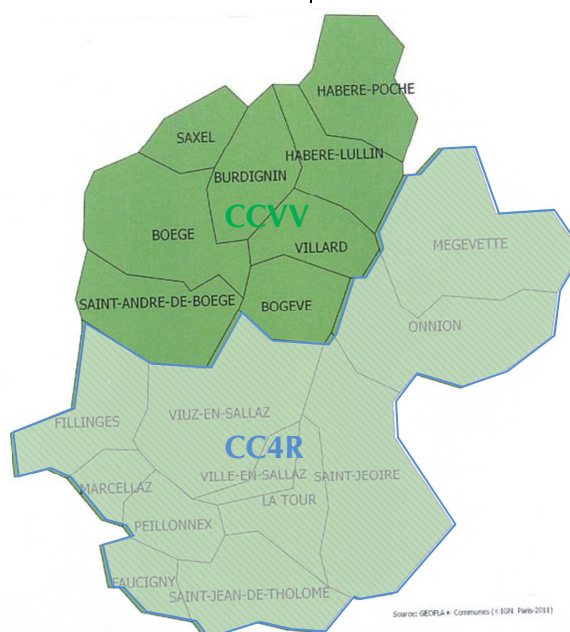 HABERE-POCHE
SAXEL
HABERE-LULLIN
BURDIGNIN
CCVV
BOEGE
VILLARD
MEGEVETTE
SAINT-ANDRE-DE-BOEGE
BOGEVE
ONNION
FILLINGES
VIUZ-EN-SALLAZ
CC4R
VILLE-EN-SALLAZ
SAINT-JEOIRE
MARCELLAZ
LA TOUR
PEILLONNEX
FAUCIGNY
SAINT-JEAN-DE-THOLOME
Source: GEOFLA® Communes (©IGN Paris-2011)